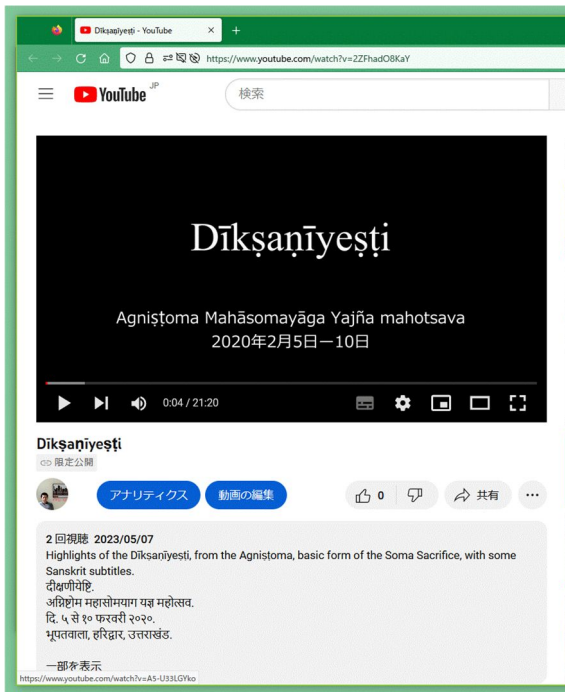 Dīkṣaṇīyeṣṭi - YouTube
https://www.youtube.com/watch?v=2ZFhadO8KaY
YouTube JP
検索
Dīkṣaṇīyeṣṭi
Agniṣṭoma Mahāsomayāga Yajña mahotsava
2020年2月5日—10日
0:04 / 21:20
Dīkṣaṇīyeṣṭi
限定公開
アナリティクス 動画の編集 0 共有
2 回視聴 2023/05/07
Highlights of the Dīkṣaṇīyeṣṭi, from the Agniṣṭoma, basic form of the Soma Sacrifice, with some
Sanskrit subtitles.
दीक्षणीयेष्टि.
अग्निष्टोम महासोमयाग यज्ञ महोत्सव.
दि. ५ से १० फरवरी २०२०.
भूपतवाला, हरिद्वार, उत्तराखंड.
一部を表示
https://www.youtube.com/watch?v=A5-U33LGYko